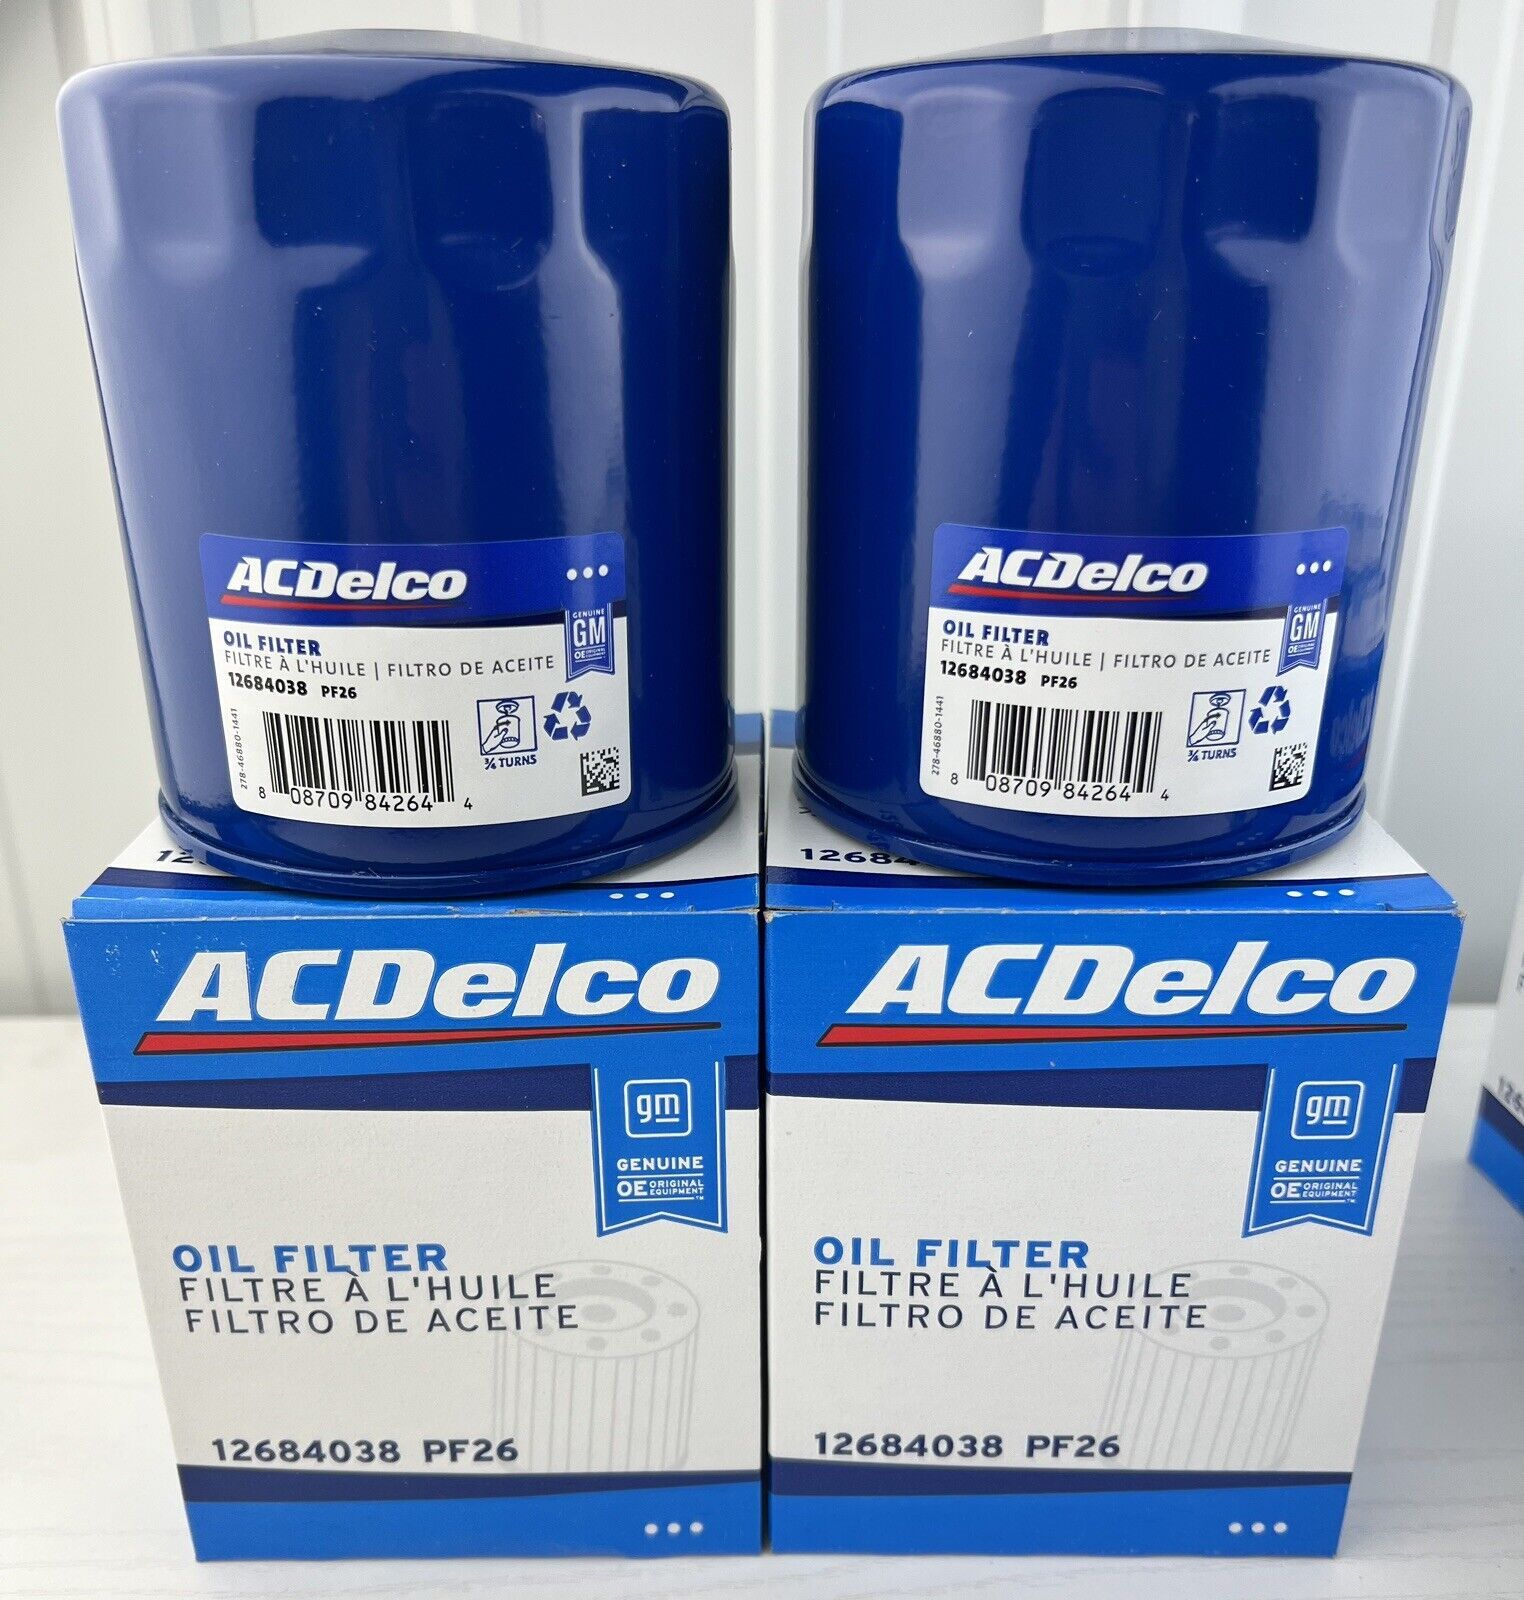 ACDelco
GENUINE
GM
OE ORIGINAL EQUIPMENT
OIL FILTER
FILTRE À L'HUILE | FILTRO DE ACEITE
12684038 PF26
278-46880-1441
¾ TURNS
8 08709 84264 4
ACDelco
GENUINE
GM
OE ORIGINAL EQUIPMENT
OIL FILTER
FILTRE À L'HUILE | FILTRO DE ACEITE
12684038 PF26
278-46880-1441
¾ TURNS
8 08709 84264 4
ACDelco
gm
GENUINE
OE ORIGINAL EQUIPMENT™
OIL FILTER
FILTRE À L'HUILE
FILTRO DE ACEITE
12684038 PF26
ACDelco
gm
GENUINE
OE ORIGINAL EQUIPMENT™
OIL FILTER
FILTRE À L'HUILE
FILTRO DE ACEITE
12684038 PF26